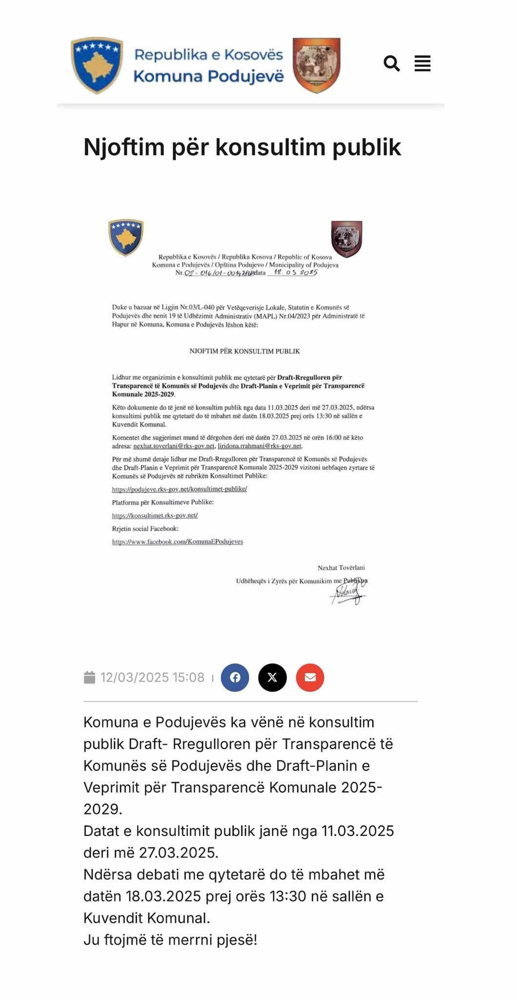 Republika e Kosovës
Komuna Podujevë
Njoftim për konsultim publik
Republika e Kosovës / Republika Kosova / Republic of Kosova
Komuna e Podujevës / Opština Podujevo / Municipality of Podujeva
Nr. 02-016/01- data 12.03.2025
Duke u bazuar në Ligjin Nr.03/L-040 për Vetëqeverisje Lokale, Statutin e Komunës së
Podujevës dhe nenit 19 të Udhëzimit Administrativ (MAPL) Nr.04/2023 për Administratë të
Hapur në Komuna, Komuna e Podujevës lëshon këtë:
NJOFTIM PËR KONSULTIM PUBLIK
Lidhur me organizimin e konsultimit publik me qytetarë për Draft-Rregulloren për
Transparencë të Komunës së Podujevës dhe Draft-Planin e Veprimit për Transparencë
Komunale 2025-2029.
Këto dokumente do të jenë në konsultim publik nga data 11.03.2025 deri më 27.03.2025, ndërsa
konsultimi publik me qytetarë do të mbahet më datën 18.03.2025 prej orës 13:30 në sallën e
Kuvendit Komunal.
Komentet dhe sugjerimet mund të dërgohen deri më datën 27.03.2025 në orën 16:00 në këto
adresa: nexhat.toverlani@rks-gov.net, liridona.rrahmani@rks-gov.net.
Për më shumë detaje lidhur me Draft-Rregulloren për Transparencë të Komunës së Podujevës
dhe Draft-Planin e Veprimit për Transparencë Komunale 2025-2029 vizitoni uebfaqen zyrtare të
Komunës së Podujevës në rubrikën Konsultimet Publike:
https://podujeve.rks-gov.net/konsultimet-publike/
Platforma për Konsultimeve Publike:
https://konsultimet.rks-gov.net/
Rrjetin social Facebook:
https://www.facebook.com/KomunaEPodujeves
Nexhat Tovërlani
Udhëheqës i Zyrës për Komunikim me Publikun
12/03/2025 15:08
Komuna e Podujevës ka vënë në konsultim
publik Draft- Rregulloren për Transparencë të
Komunës së Podujevës dhe Draft-Planin e
Veprimit për Transparencë Komunale 2025-
2029.
Datat e konsultimit publik janë nga 11.03.2025
deri më 27.03.2025.
Ndërsa debati me qytetarë do të mbahet më
datën 18.03.2025 prej orës 13:30 në sallën e
Kuvendit Komunal.
Ju ftojmë të merrni pjesë!